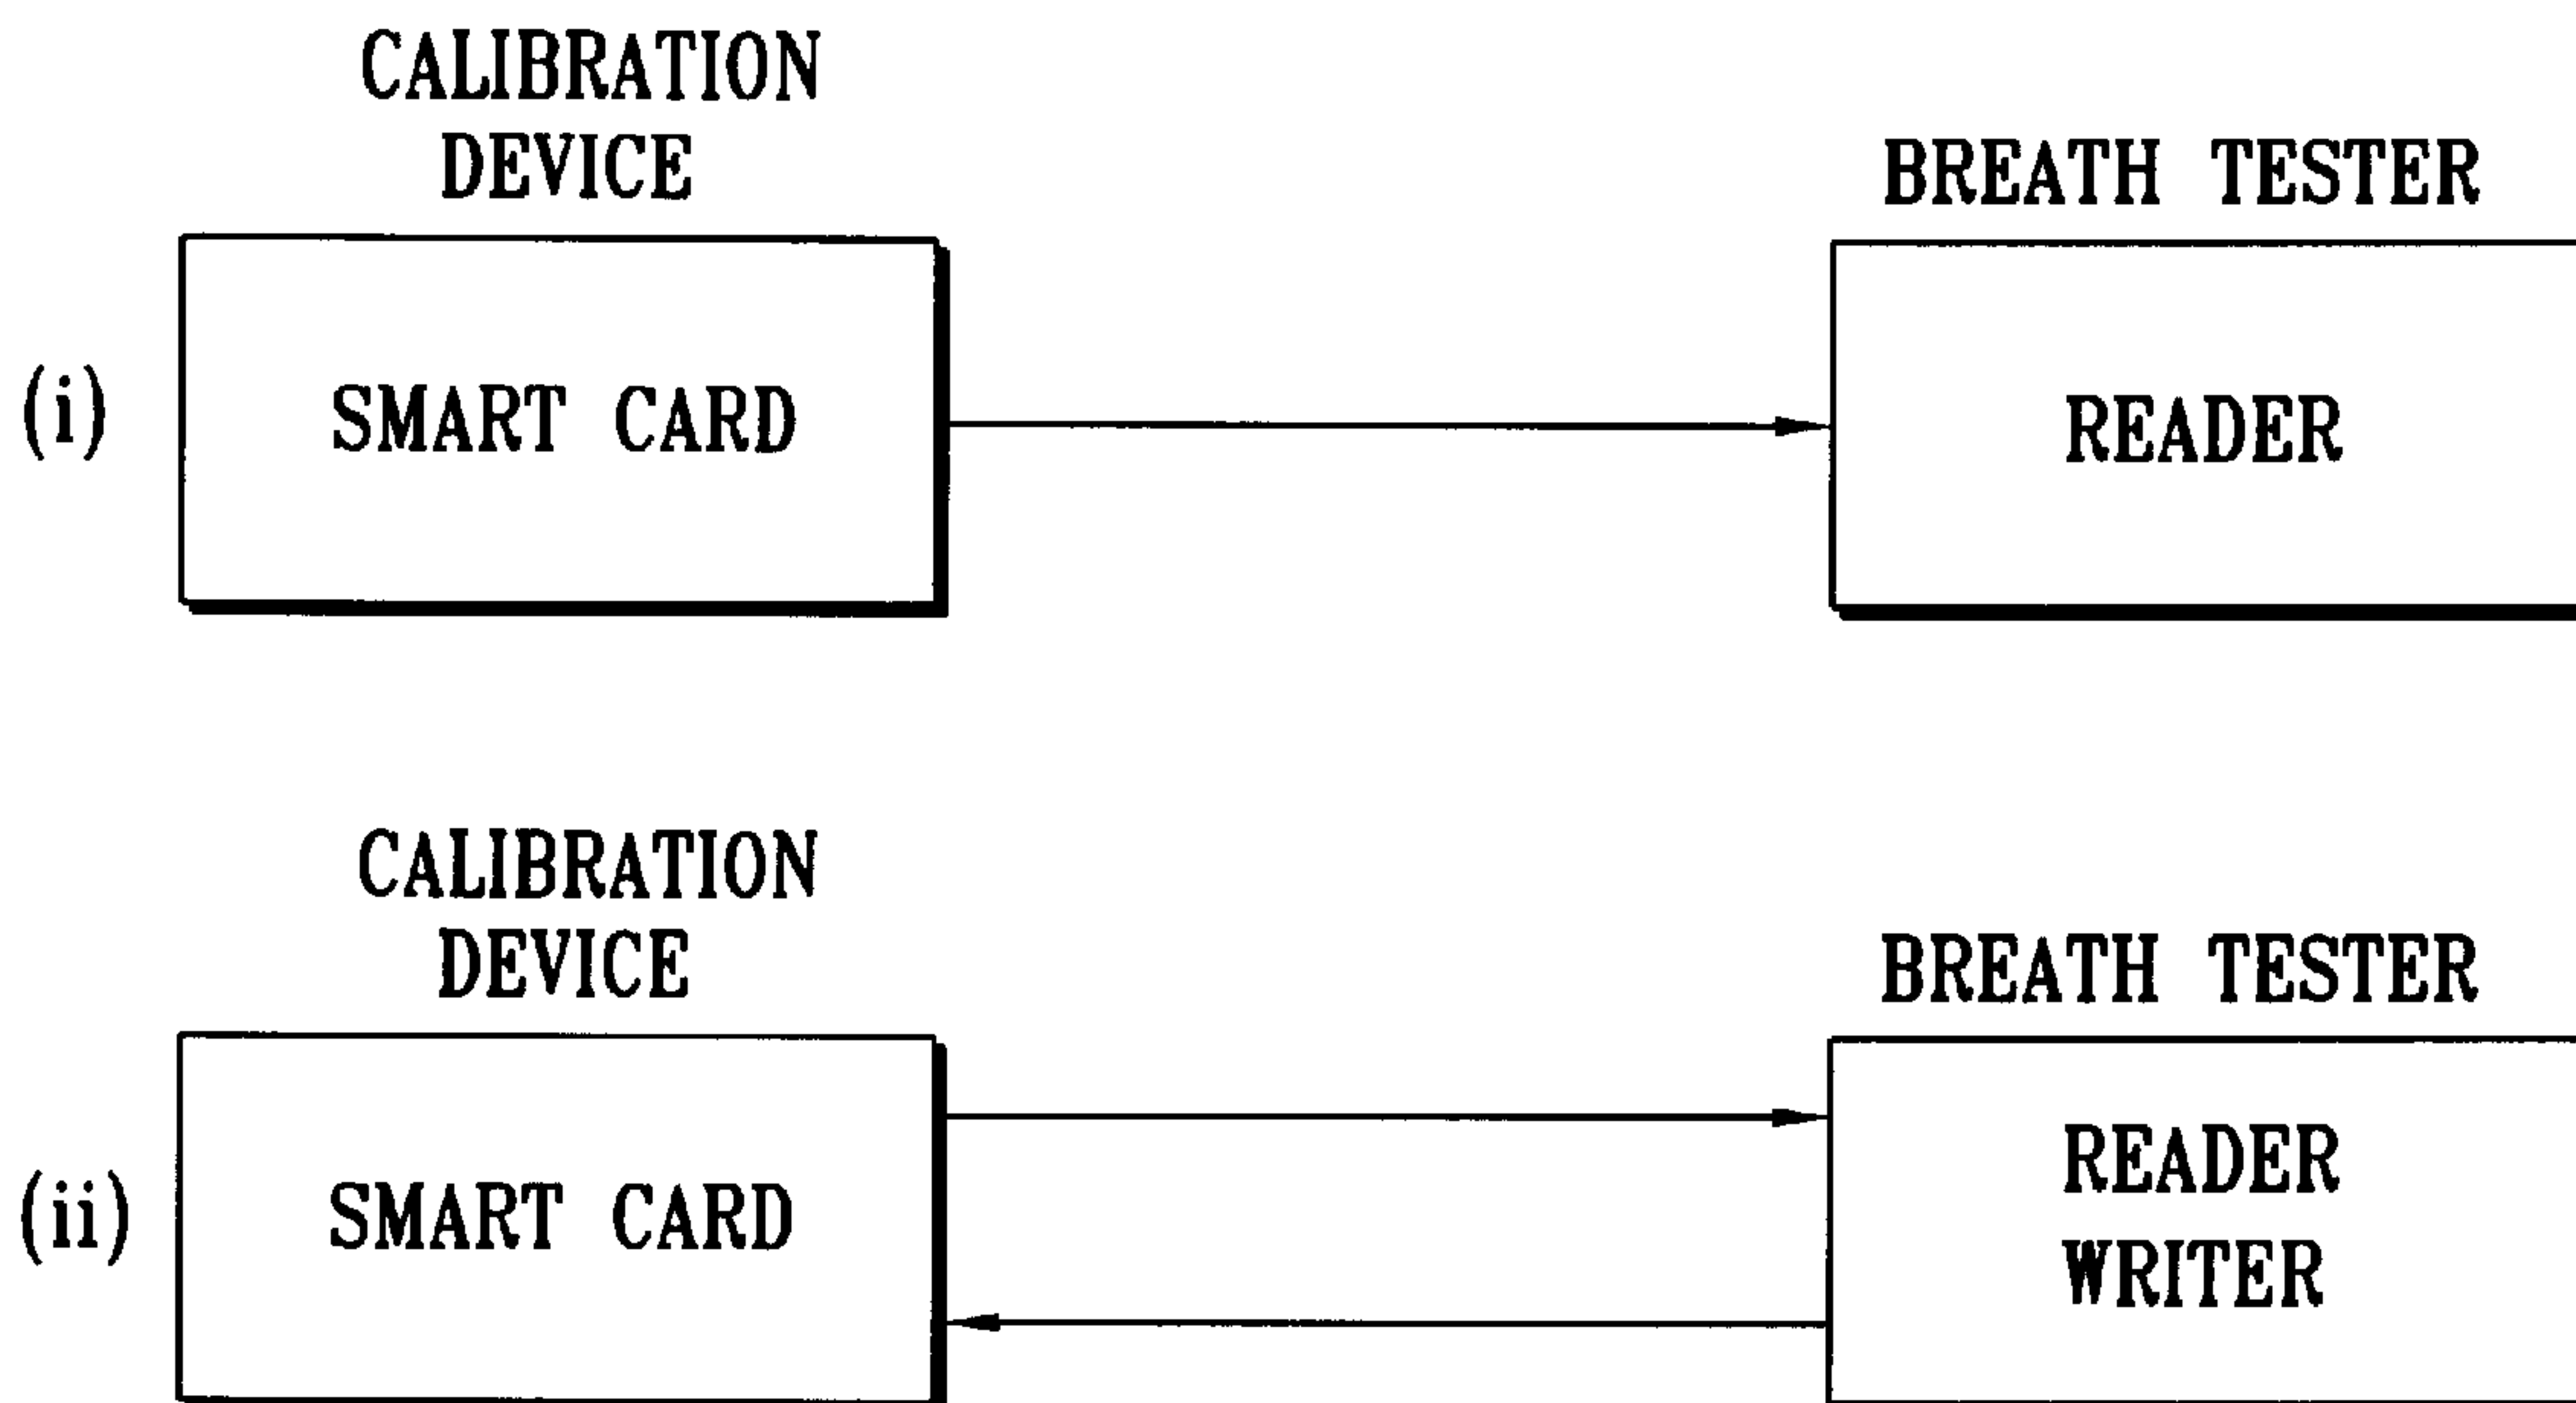 CALIBRATION
DEVICE
BREATH TESTER
(i)
SMART CARD
READER
CALIBRATION
DEVICE
BREATH TESTER
(ii)
SMART CARD
READER
WRITER